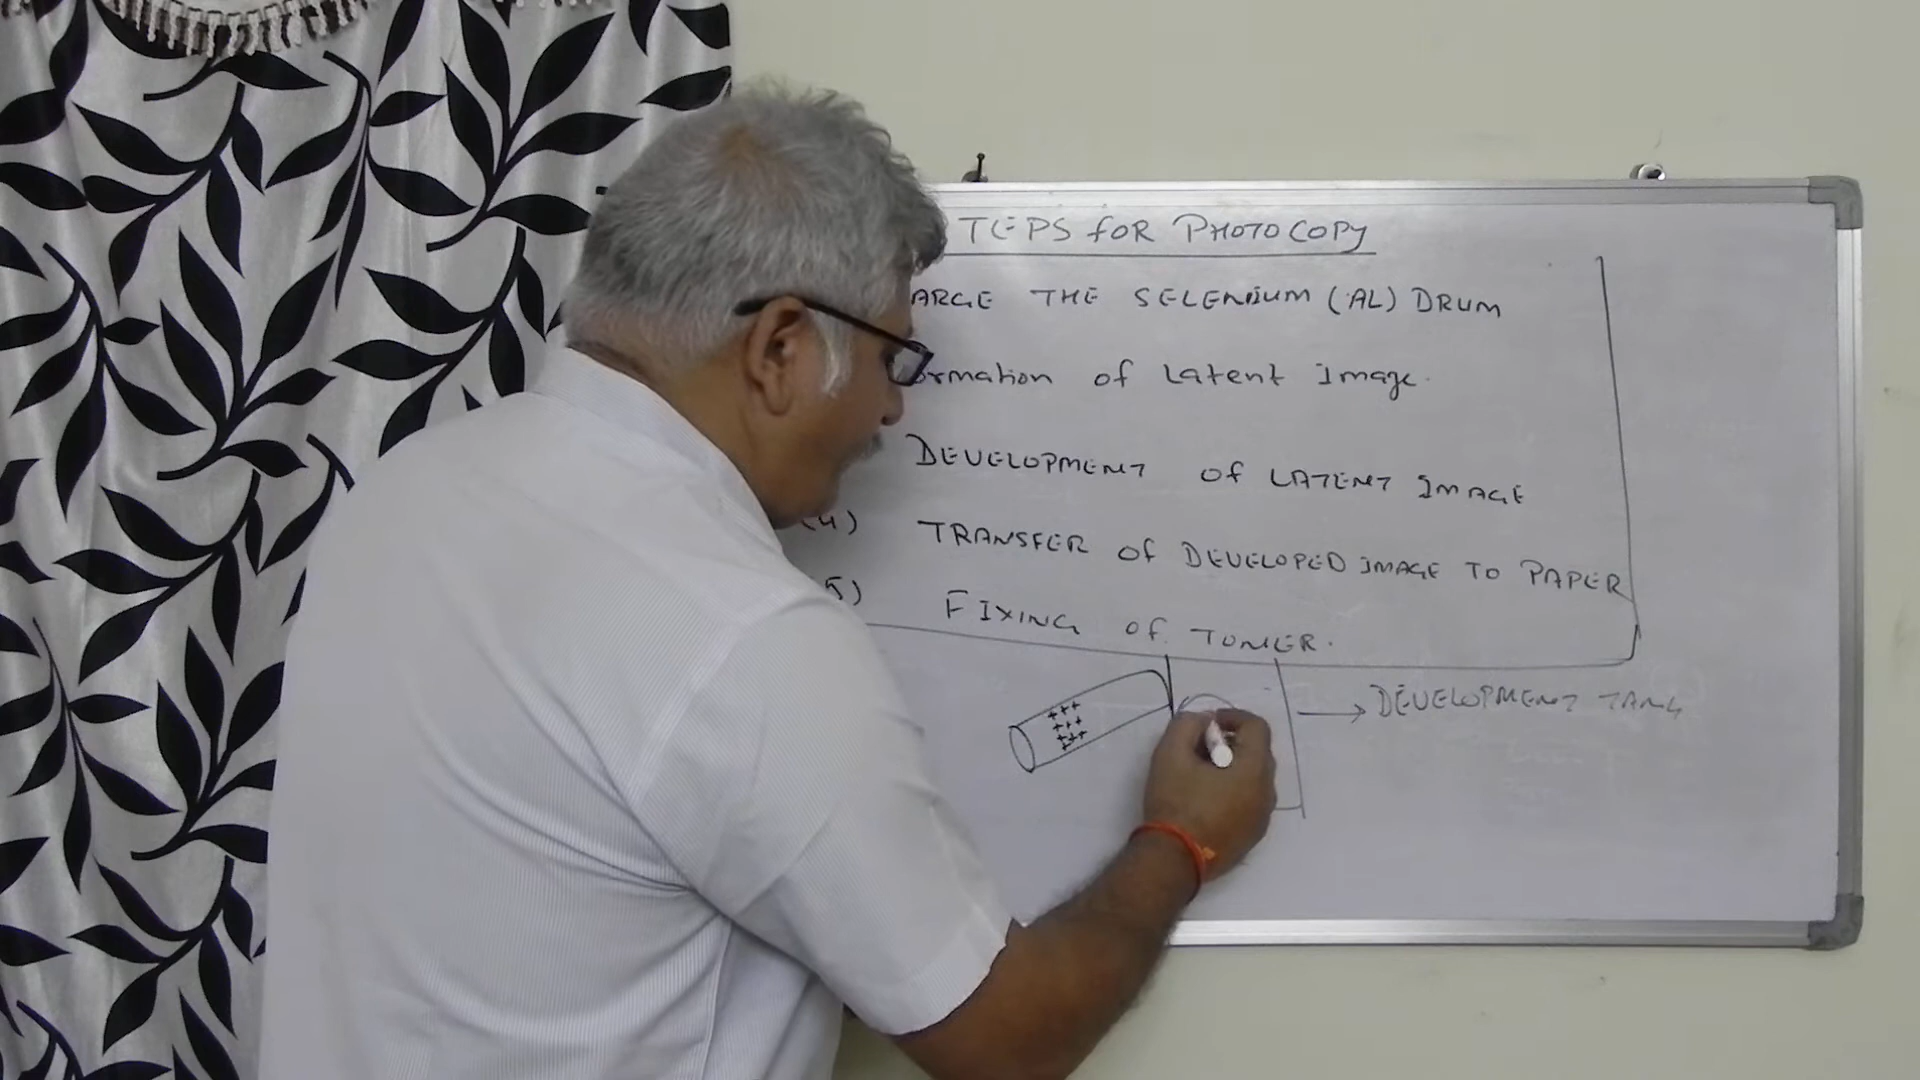 TEPS FOR PHOTOCOPY
ARGE THE SELENIUM (AL) DRUM
ormation of Latent Image.
DEVELOPMENT Of LATENT IMAGE
(4) TRANSFER Of DEVELOPED IMAGE TO PAPER
5) FIXING Of TONER.
+++
+++
+++
→ DEVELOPMENT TANK